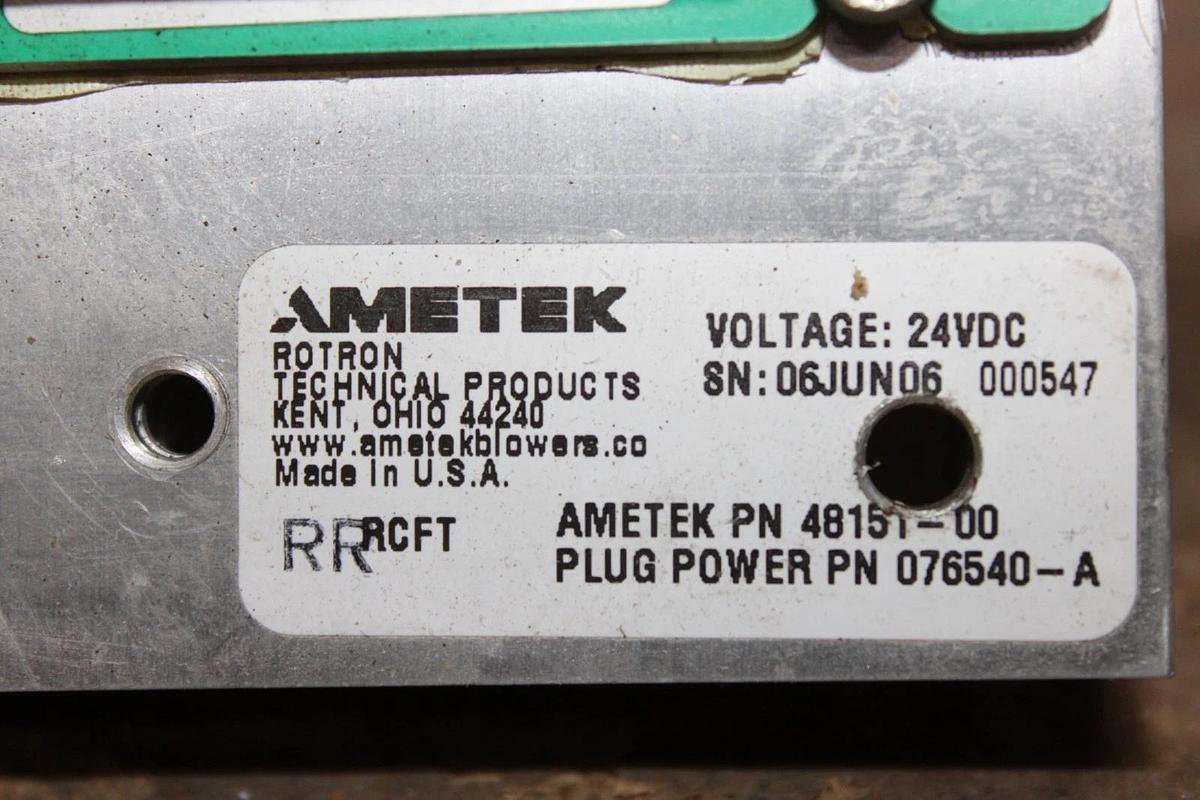 AMETEK
ROTRON
TECHNICAL PRODUCTS
KENT, OHIO 44240
www.ametekblowers.co
Made in U.S.A.
VOLTAGE: 24VDC
SN: 06JUN06 000547
RR RCFT
AMETEK PN 48151-00
PLUG POWER PN 076540-A